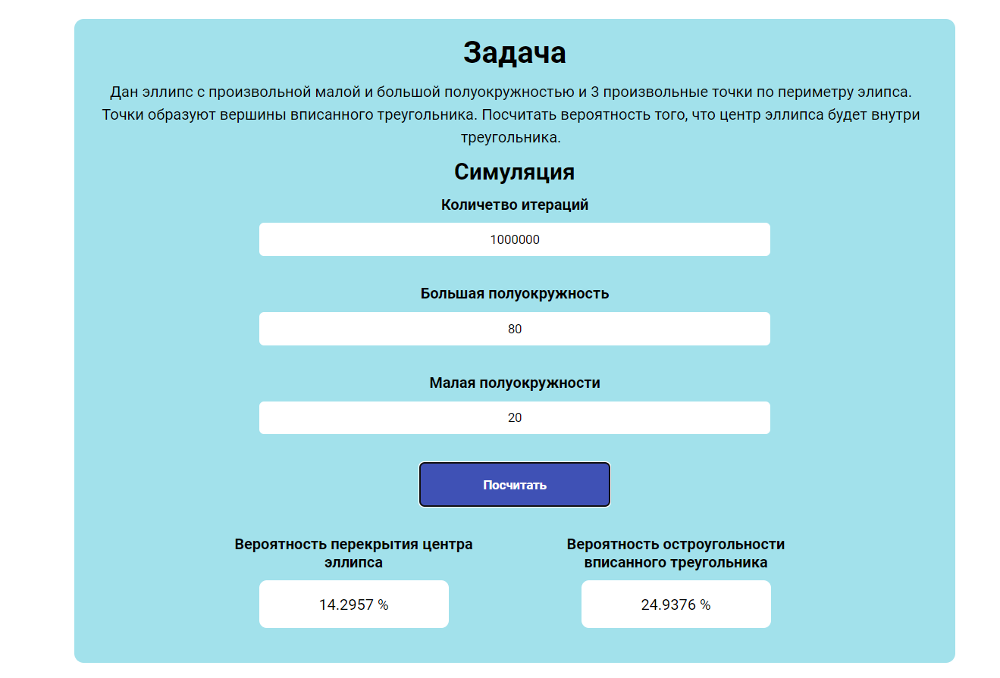 Задача
Дан эллипс с произвольной малой и большой полуокружностью и 3 произвольные точки по периметру элипса.
Точки образуют вершины вписанного треугольника. Посчитать вероятность того, что центр эллипса будет внутри
треугольника.
Симуляция
Количетво итераций
1000000
Большая полуокружность
80
Малая полуокружности
20
Посчитать
Вероятность перекрытия центра
эллипса
14.2957 %
Вероятность остроугольности
вписанного треугольника
24.9376 %